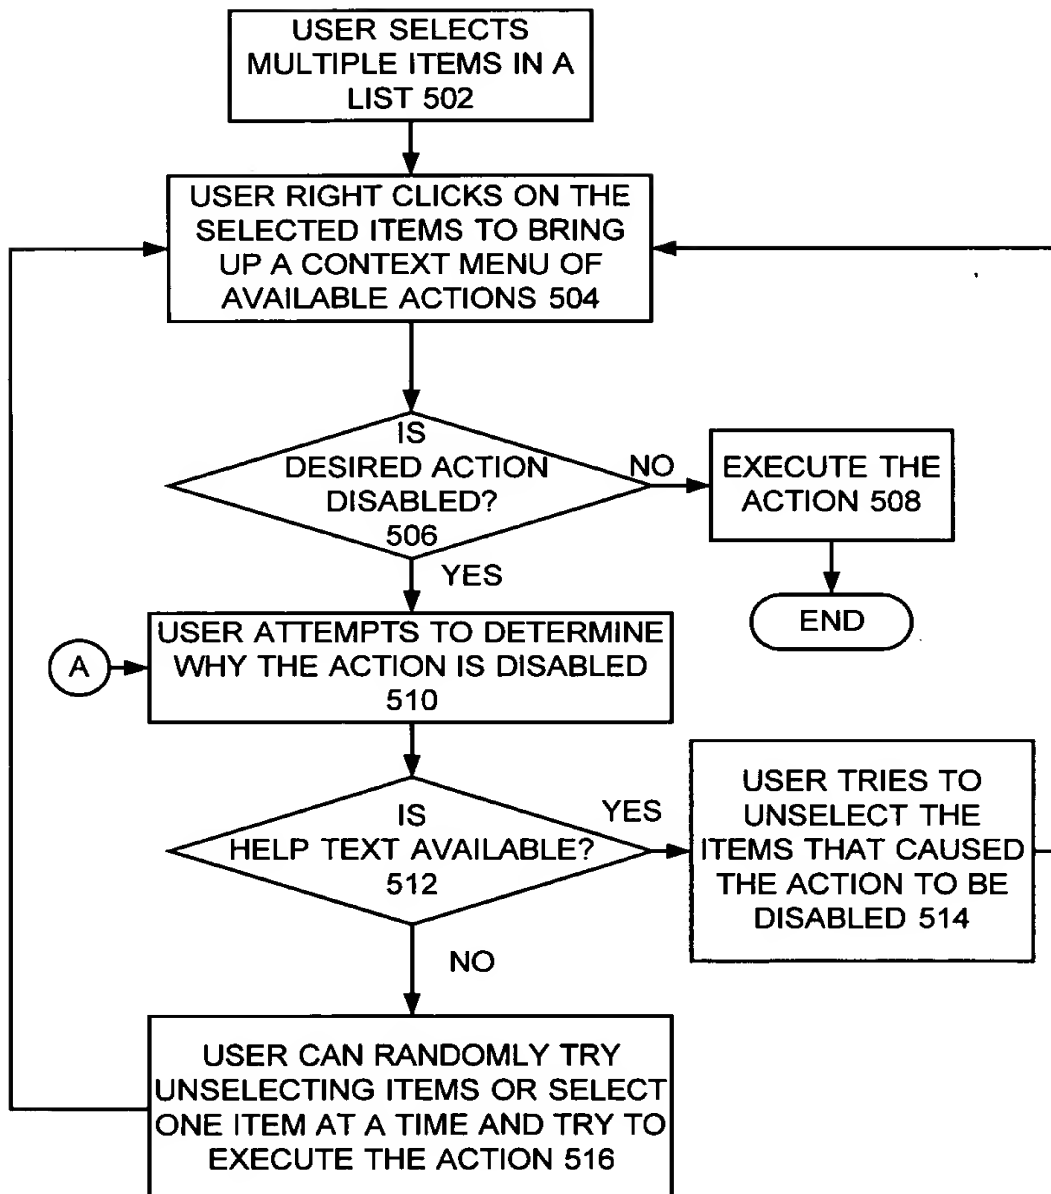 USER SELECTS
MULTIPLE ITEMS IN A
LIST 502
USER RIGHT CLICKS ON THE
SELECTED ITEMS TO BRING
UP A CONTEXT MENU OF
AVAILABLE ACTIONS 504
IS
DESIRED ACTION
DISABLED?
506
NO
EXECUTE THE
ACTION 508
END
YES
A
USER ATTEMPTS TO DETERMINE
WHY THE ACTION IS DISABLED
510
IS
HELP TEXT AVAILABLE?
512
YES
USER TRIES TO
UNSELECT THE
ITEMS THAT CAUSED
THE ACTION TO BE
DISABLED 514
NO
USER CAN RANDOMLY TRY
UNSELECTING ITEMS OR SELECT
ONE ITEM AT A TIME AND TRY TO
EXECUTE THE ACTION 516